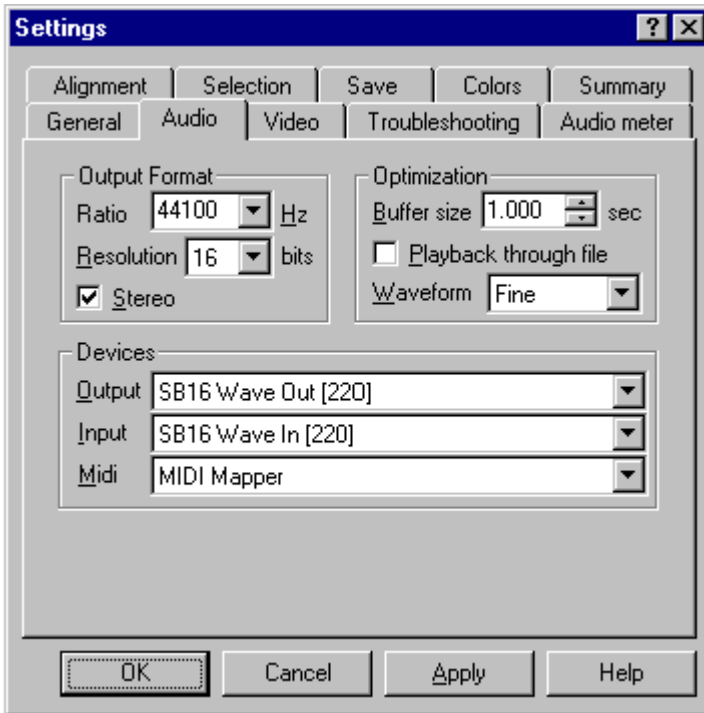 Settings
Alignment Selection Save Colors Summary
General Audio Video Troubleshooting Audio meter
Output Format
Ratio 44100 Hz
Resolution 16 bits
Stereo
Optimization
Buffer size 1.000 sec
Playback through file
Waveform Fine
Devices
Output SB16 Wave Out [220]
Input SB16 Wave In [220]
Midi MIDI Mapper
OK Cancel Apply Help